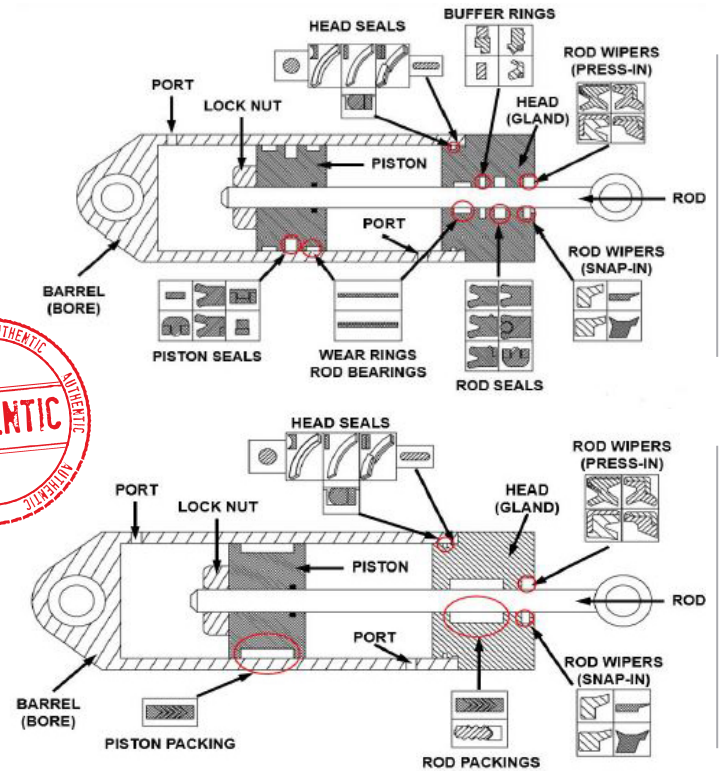 BUFFER RINGS
HEAD SEALS
ROD WIPERS
(PRESS-IN)
PORT
LOCK NUT
HEAD
(GLAND)
PISTON
ROD
PORT
ROD WIPERS
(SNAP-IN)
BARREL
(BORE)
PISTON SEALS
WEAR RINGS
ROD BEARINGS
ROD SEALS
AUTHENTIC
AUTHENTIC
HEAD SEALS
ROD WIPERS
(PRESS-IN)
PORT
LOCK NUT
HEAD
(GLAND)
PISTON
ROD
PORT
ROD WIPERS
(SNAP-IN)
BARREL
(BORE)
PISTON PACKING
ROD PACKINGS